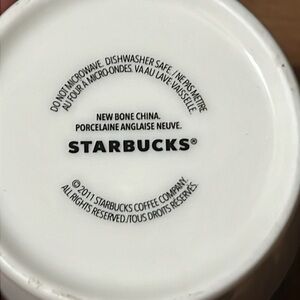 DO NOT MICROWAVE. DISHWASHER SAFE. / NE PAS METTRE
AU FOUR À MICRO-ONDES. VA AU LAVE-VAISSELLE.
NEW BONE CHINA.
PORCELAINE ANGLAISE NEUVE.
STARBUCKS®
© 2011 STARBUCKS COFFEE COMPANY.
ALL RIGHTS RESERVED./TOUS DROITS RÉSERVÉS.